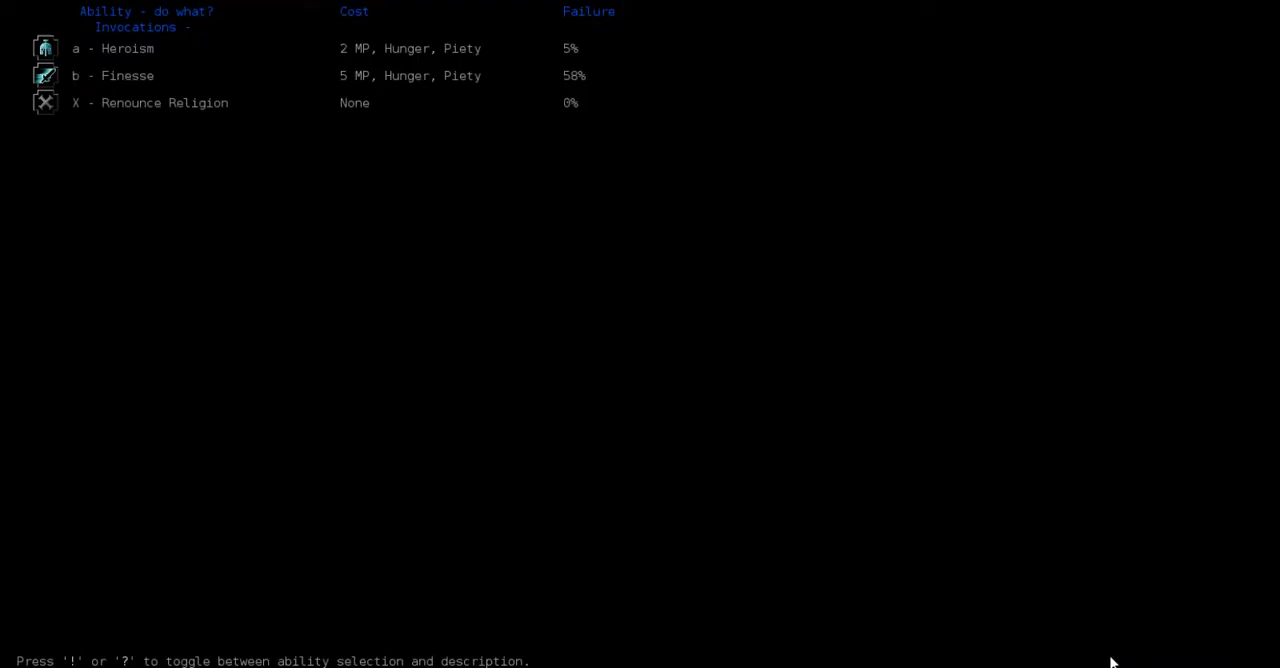 Ability - do what? Cost Failure
Invocations -
a - Heroism 2 MP, Hunger, Piety 5%
b - Finesse 5 MP, Hunger, Piety 58%
X - Renounce Religion None 0%
Press '!' or '?' to toggle between ability selection and description.